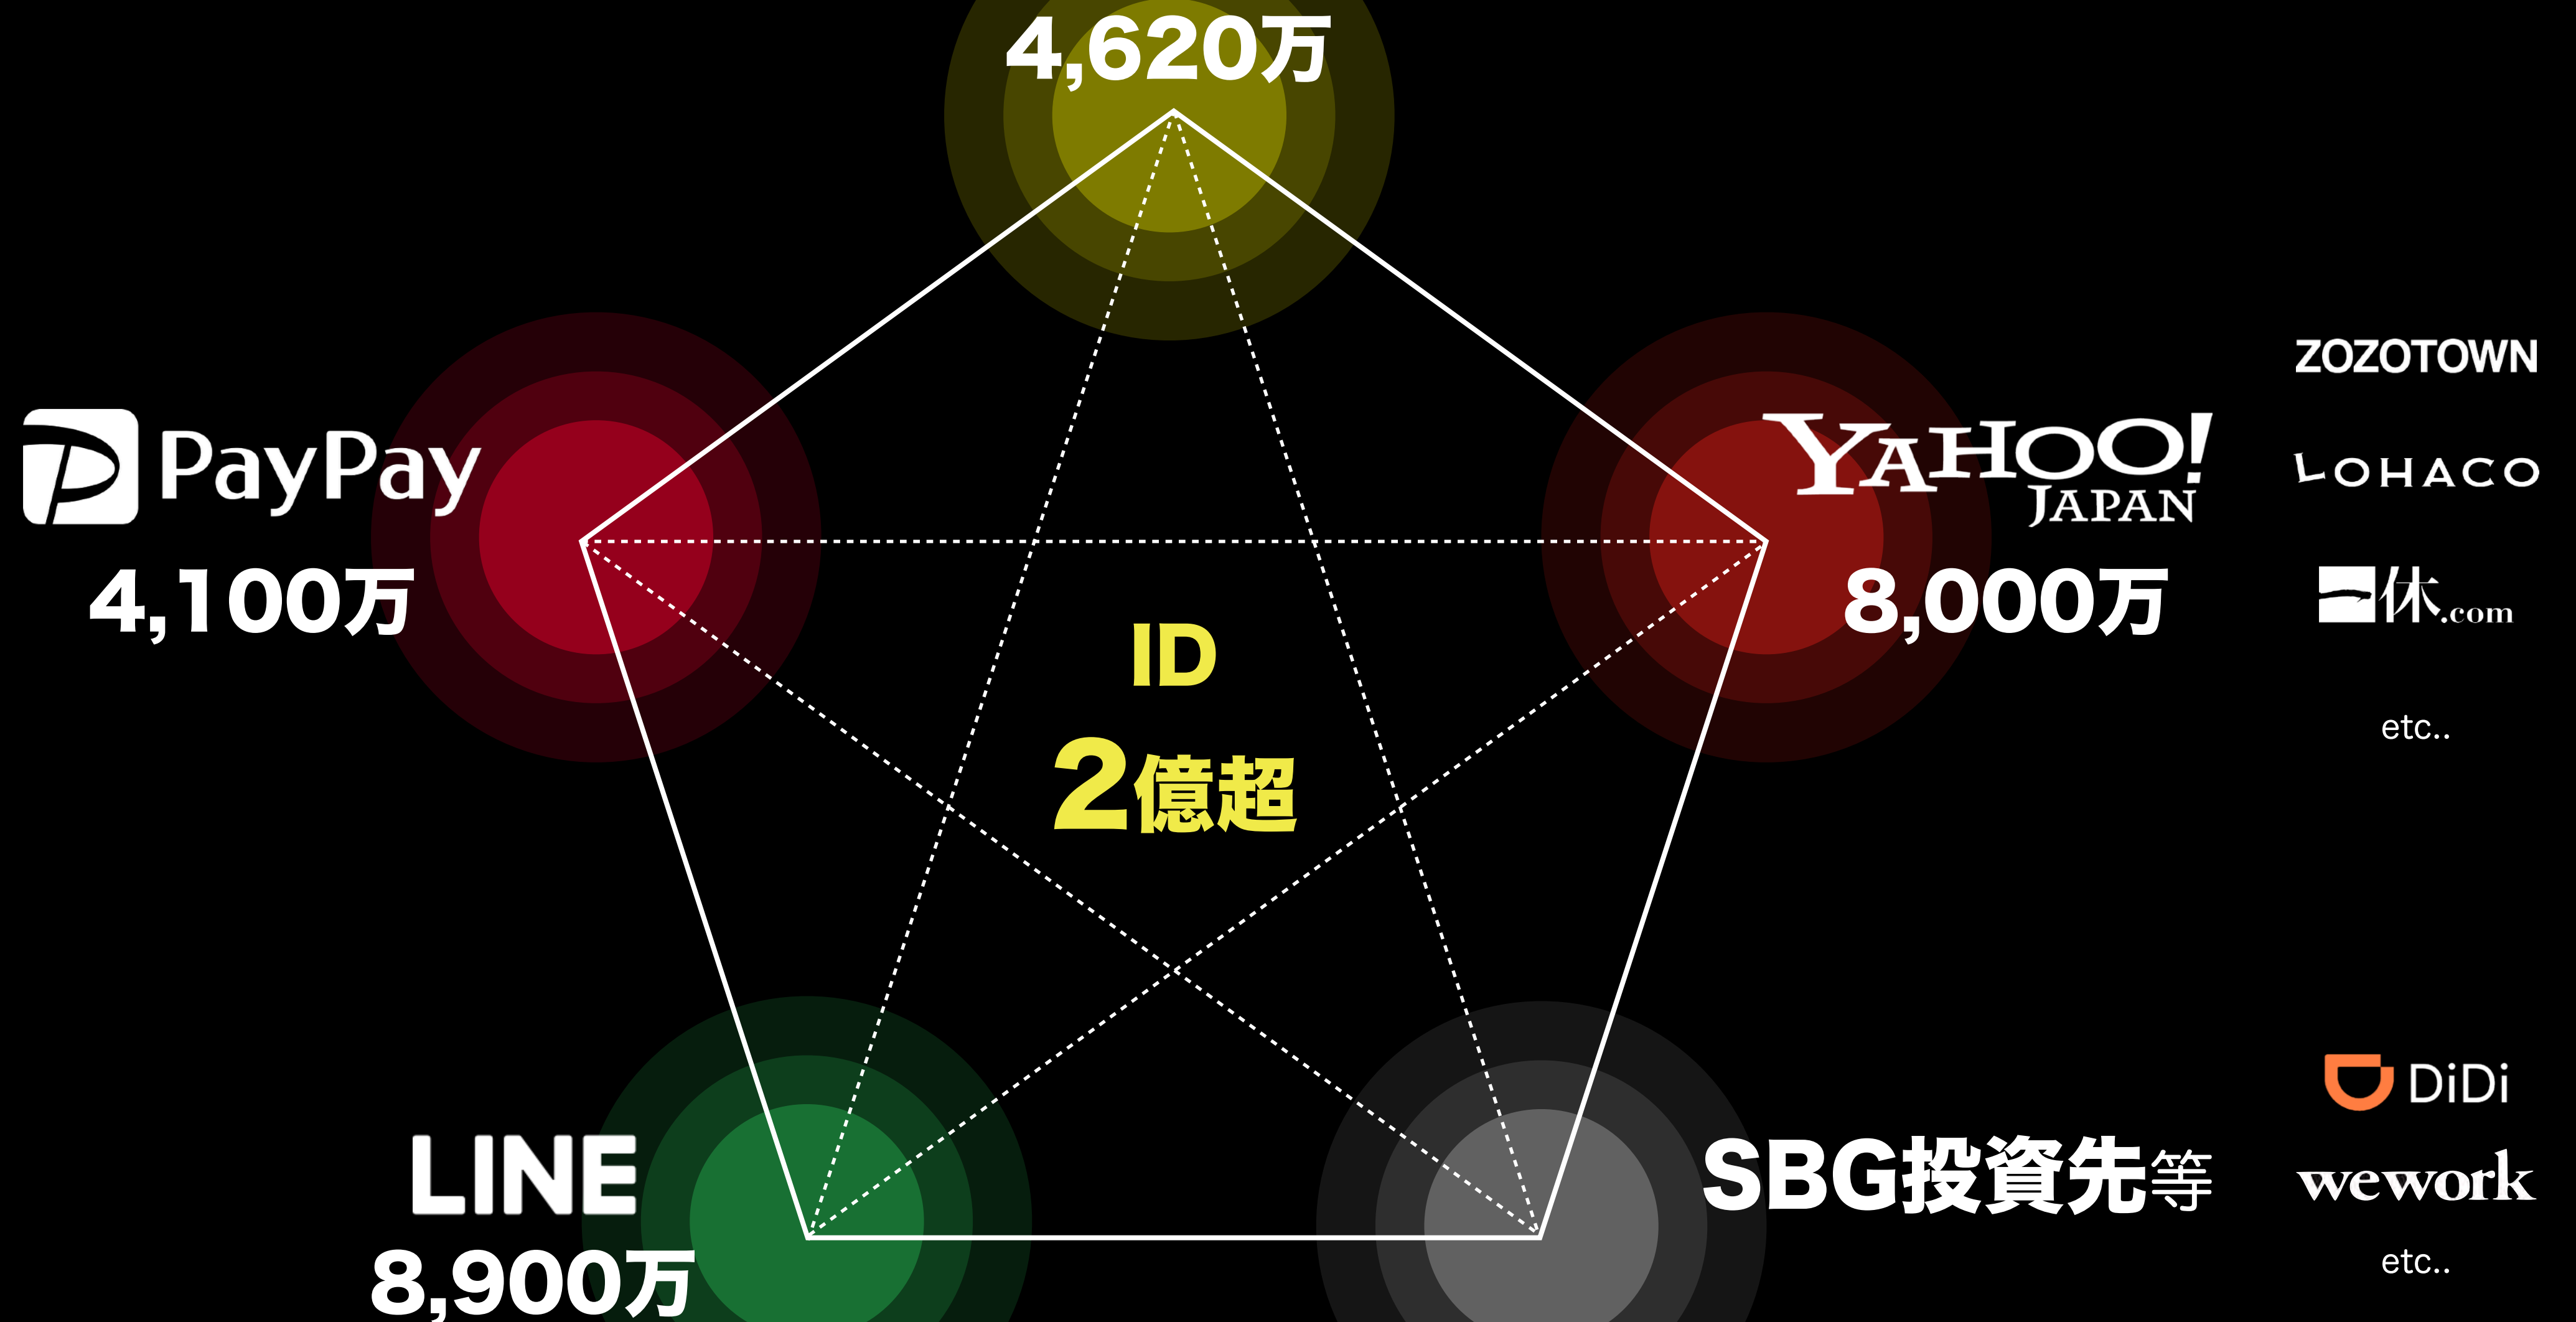 4,620万
PayPay
4,100万
YAHOO!
JAPAN
8,000万
ZOZOTOWN
LOHACO
一休.com
etc..
ID
2億超
LINE
8,900万
SBG投資先等
DiDi
wework
etc..